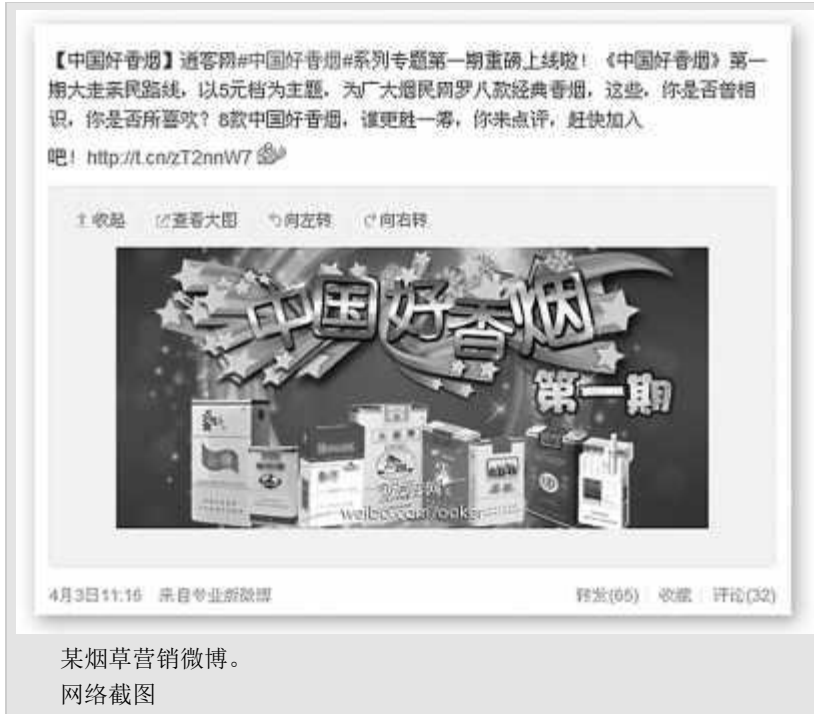 【中国好香烟】逍客网#中国好香烟#系列专题第一期重磅上线啦！《中国好香烟》第一
期大走亲民路线，以5元档为主题，为广大烟民网罗八款经典香烟，这些，你是否曾相
识，你是否所喜欢？8款中国好香烟，谁更胜一筹，你来点评，赶快加入
吧！http://t.cn/zT2nnW7
收起 查看大图 向左转 向右转
中国好香烟
第一期
4月3日11:16 来自专业版微博
转发(65) 收藏 评论(32)
某烟草营销微博。
网络截图